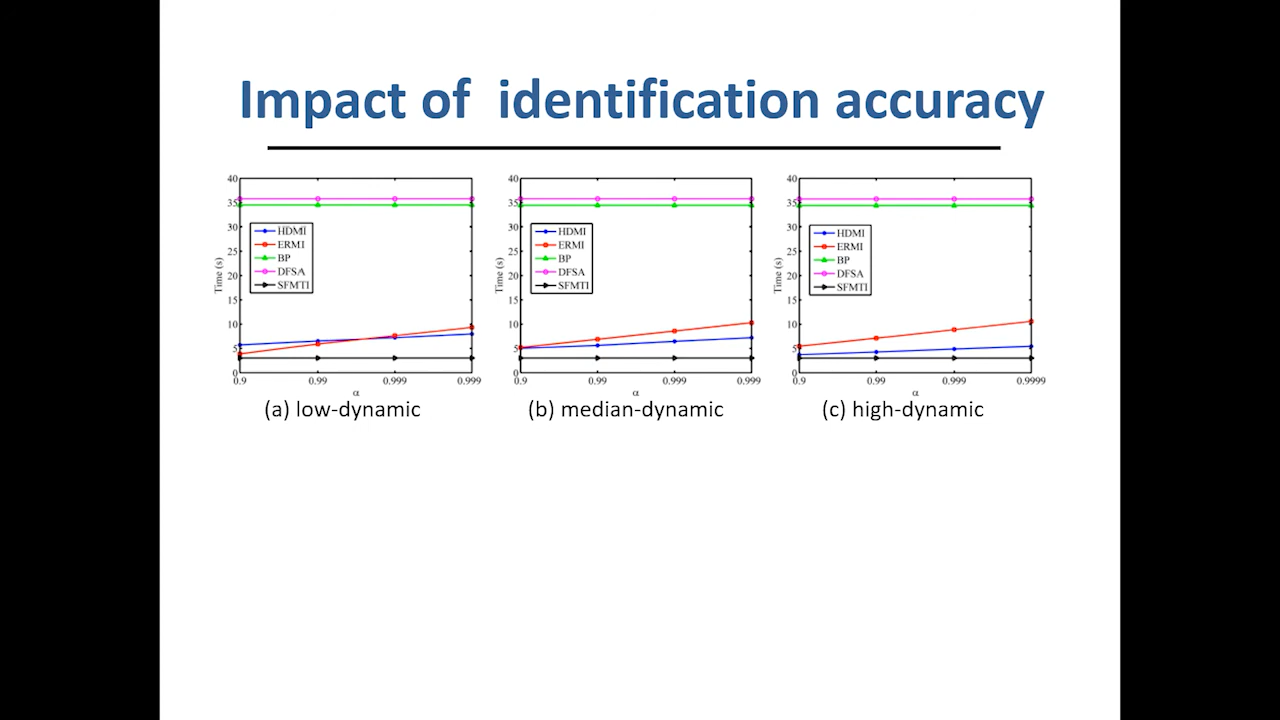 Impact of  identification accuracy
40
35
30
25
20
15
10
5
0
Time (s)
HDMI
ERMI
BP
DFSA
SFMTI
0.9 0.99 0.999 0.999
α
(a) low-dynamic
40
35
30
25
20
15
10
5
0
Time (s)
HDMI
ERMI
BP
DFSA
SFMTI
0.9 0.99 0.999 0.999
α
(b) median-dynamic
40
35
30
25
20
15
10
5
0
Time (s)
HDMI
ERMI
BP
DFSA
SFMTI
0.9 0.99 0.999 0.9999
α
(c) high-dynamic